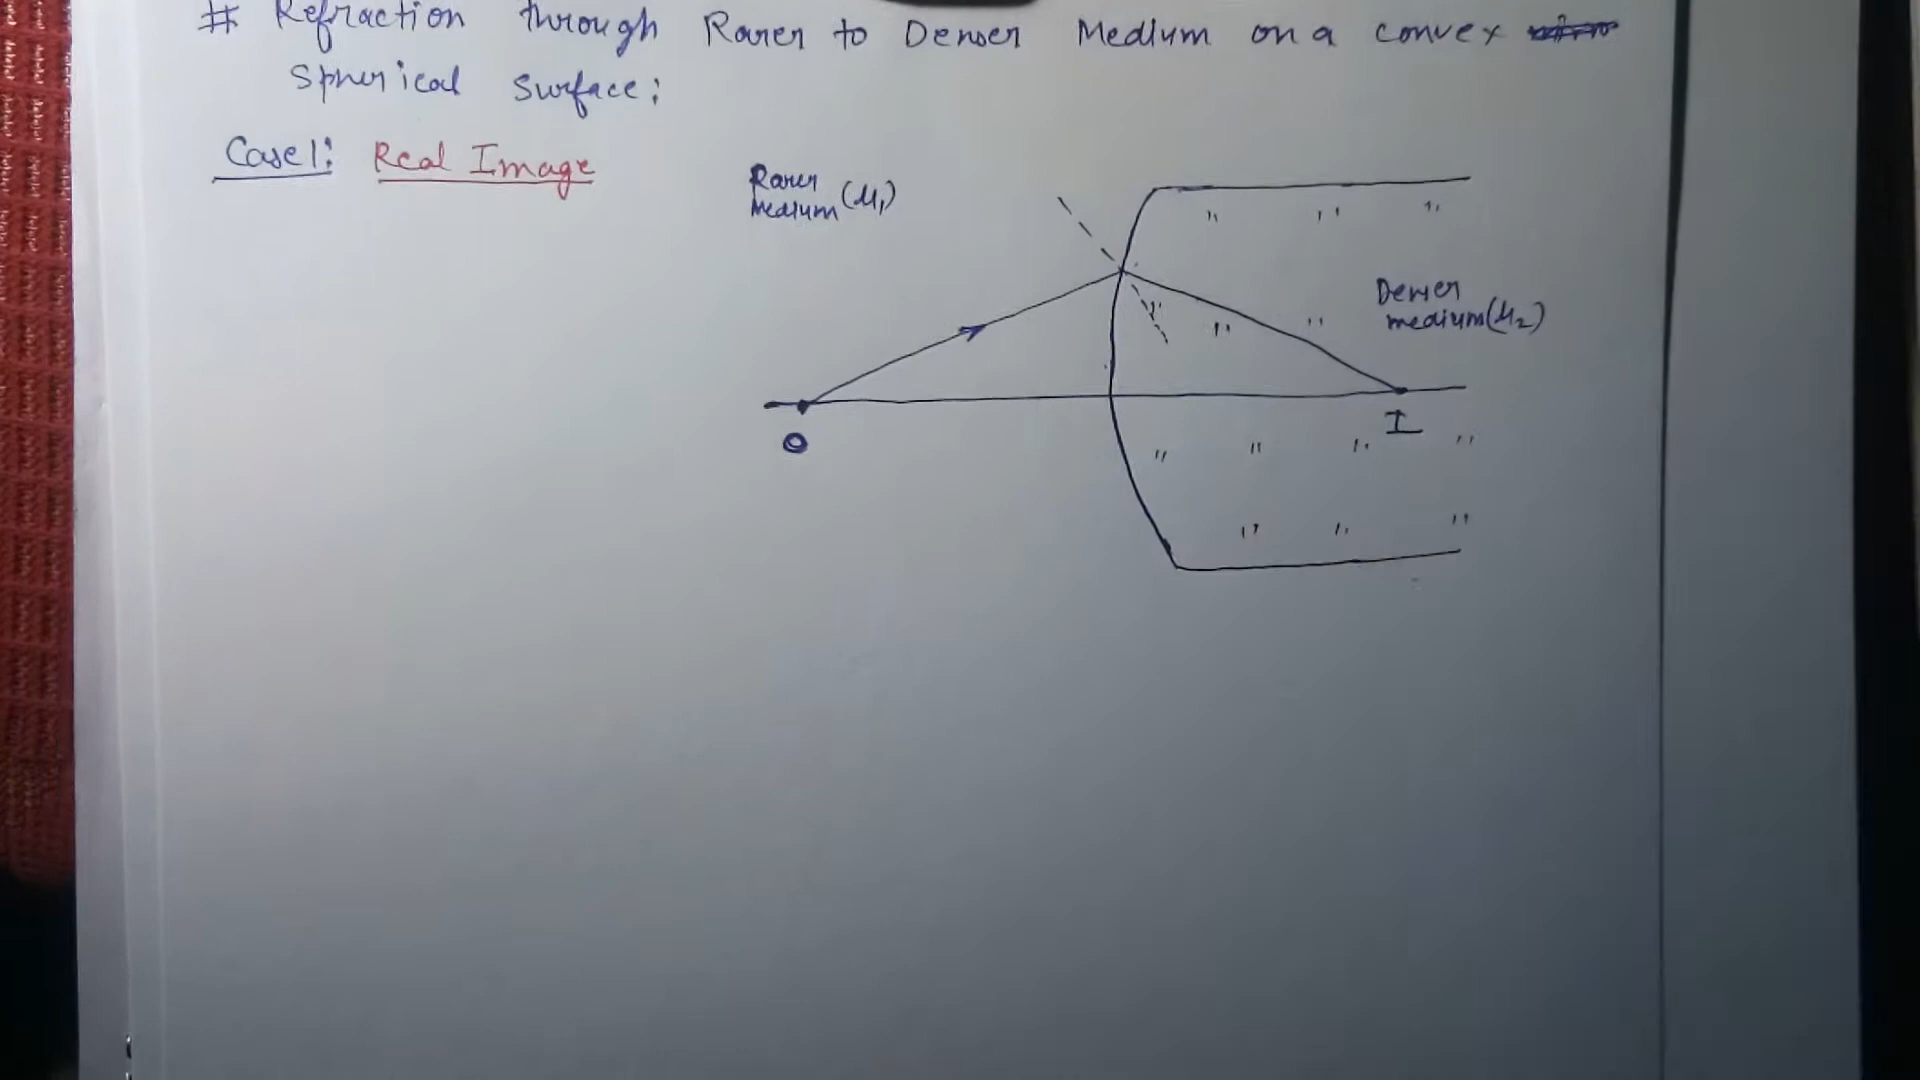 # Refraction through Rarer to Denser Medium on a convex
Spherical Surface:
Case 1: Real Image
Rarer
medium (μ₁)
Denser
medium (μ₂)
O
I